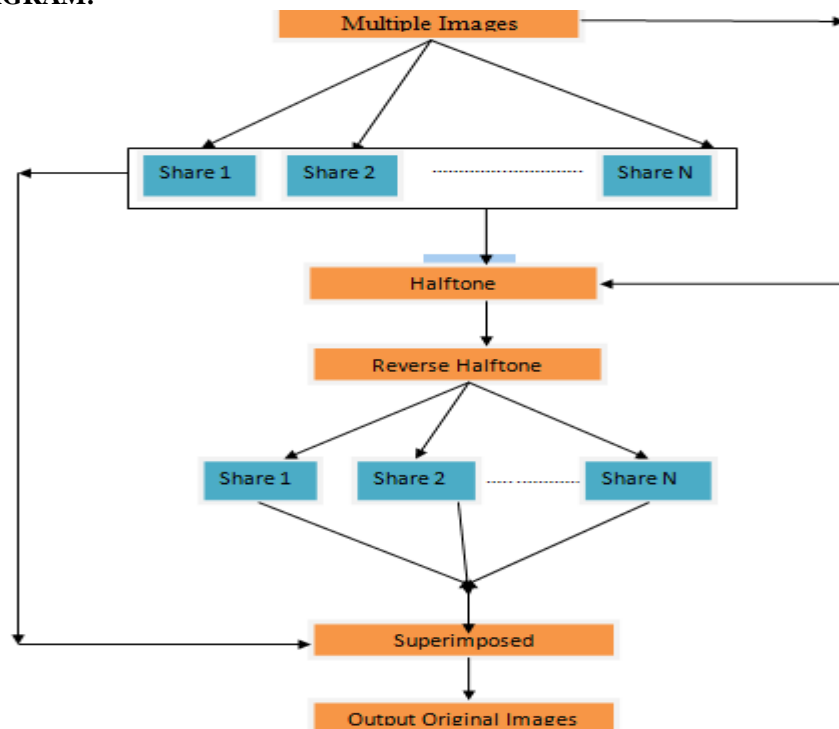 Multiple Images
Share 1 Share 2 Share N
Halftone
Reverse Halftone
Share 1 Share 2 Share N
Superimposed
Output Original Images